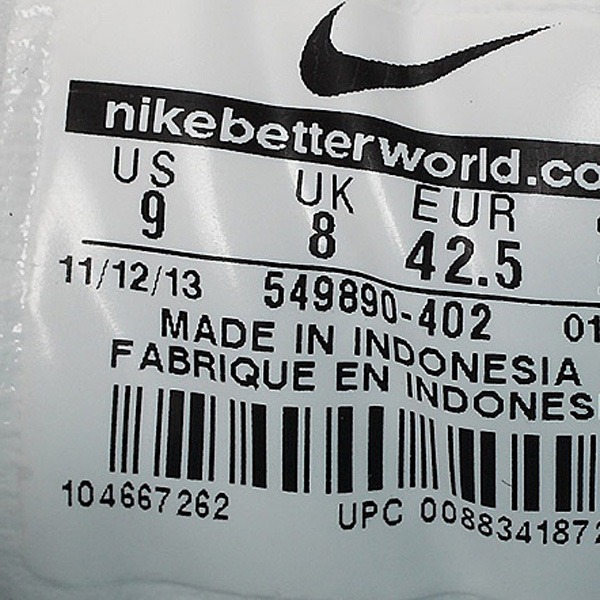 nikebetterworld.co
US UK EUR
9 8 42.5
11/12/13 549890-402 01
MADE IN INDONESIA
FABRIQUE EN INDONES
104667262 UPC 0088341872